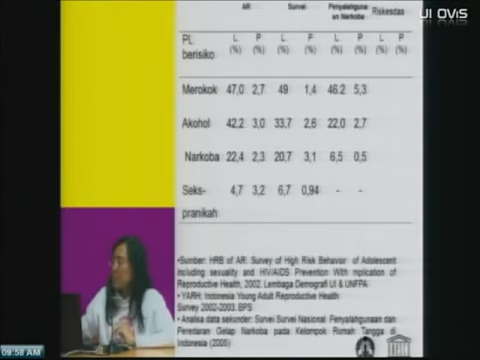 UI OViS
AR: Survei Penyalahguna Riskesdas
an Narkoba
PL berisiko L (%) P (%) L (%) P (%) L (%) P (%) L (%) P (%)
Merokok 47,0 2,7 49 1,4 46.2 5,3
Akohol 42,2 3,0 33,7 2,6 22,0 2,7
Narkoba 22,4 2,3 20,7 3,1 6,5 0,5
Seks- 4,7 3,2 6,7 0,94 - -
pranikah
•Sumber: HRB of AR: Survey of High Risk Behavior of Adolescent
including sexuality and HIV/AIDS Prevention With mplication of
Reproductive Health, 2002. Lembaga Demografi UI & UNFPA
• YARH: Indonesia Young Adult Reproductive Health
Survey 2002-2003. BPS
• Analisa data sekunder: Survei Survei Nasional Penyalahgunaan dan
Peredaran Gelap Narkoba pada Kelompok Rumah Tangga di
Indonesia (2005)
09:58 AM